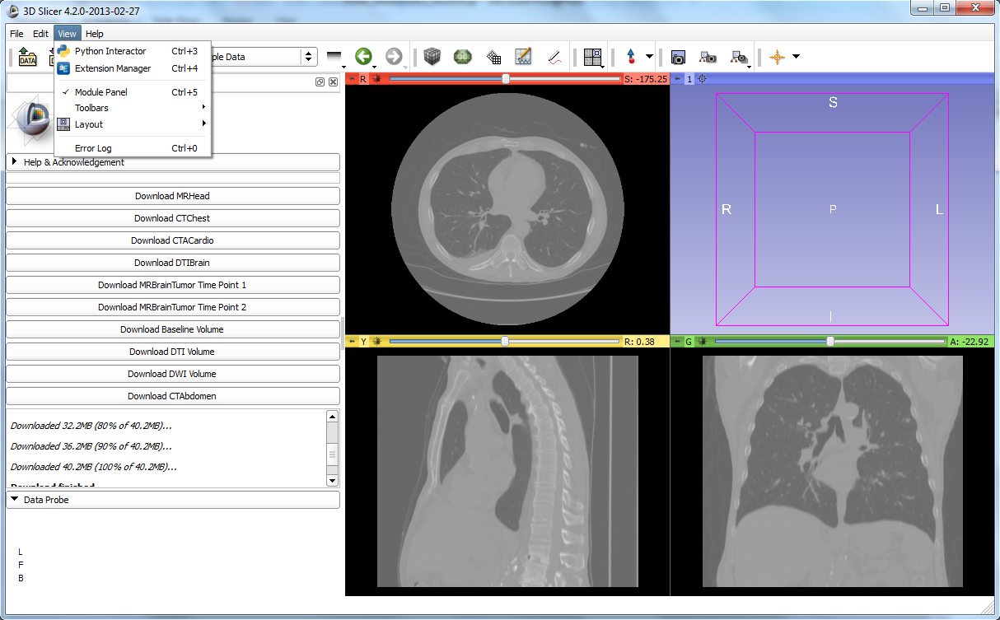 3D Slicer 4.2.0-2013-02-27
File Edit View Help
Python Interactor Ctrl+3
Extension Manager Ctrl+4
Module Panel Ctrl+5
Toolbars
Layout
Error Log Ctrl+0
DATA
ple Data
Help & Acknowledgement
Download MRHead
Download CTChest
Download CTACardio
Download DTIBrain
Download MRBrainTumor Time Point 1
Download MRBrainTumor Time Point 2
Download Baseline Volume
Download DTI Volume
Download DWI Volume
Download CTAbdomen
Downloaded 32.2MB (80% of 40.2MB)...
Downloaded 36.2MB (90% of 40.2MB)...
Downloaded 40.2MB (100% of 40.2MB)...
Download finished
Data Probe
L
F
B
R S: -175.25
1
S
R P L
I
Y R: 0.38
G A: -22.92